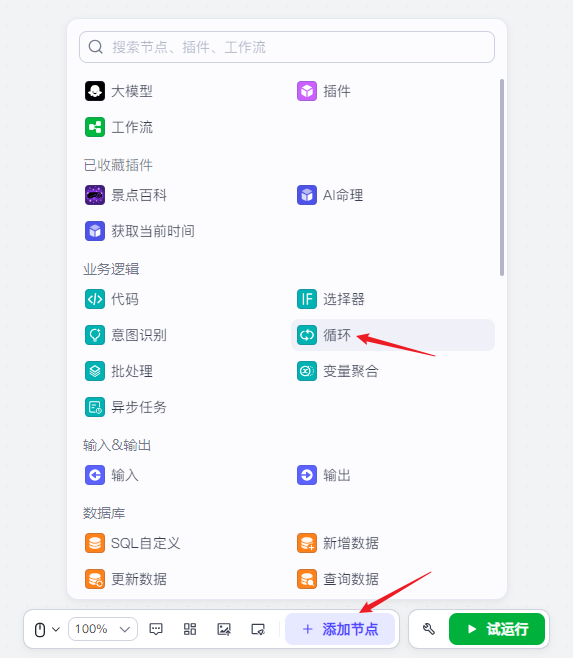 搜索节点、插件、工作流
大模型 插件
工作流
已收藏插件
景点百科 AI命理
获取当前时间
业务逻辑
代码 IF 选择器
意图识别 循环
批处理 变量聚合
异步任务
输入&输出
输入 输出
数据库
SQL自定义 新增数据
更新数据 查询数据
100% + 添加节点 试运行